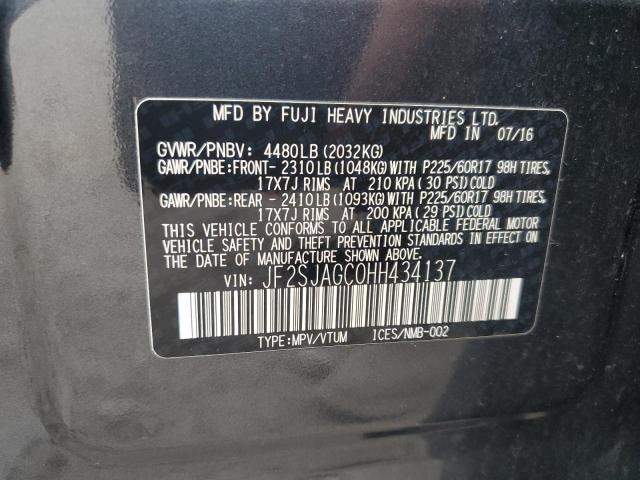 MFD BY FUJI HEAVY INDUSTRIES LTD.
MFD IN 07/16
GVWR/PNBV: 4480LB(2032KG)
GAWR/PNBE:FRONT-2310LB(1048KG)WITH P225/60R17 98H TIRES,
17X7J RIMS AT 210 KPA(30 PSI)COLD
GAWR/PNBE:REAR -2410LB(1093KG)WITH P225/60R17 98H TIRES,
17X7J RIMS AT 200 KPA(29 PSI)COLD
THIS VEHICLE CONFORMS TO ALL APPLICABLE FEDERAL MOTOR
VEHICLE SAFETY AND THEFT PREVENTION STANDARDS IN EFFECT ON
THE DATE OF MANUFACTURE SHOWN ABOVE.
VIN: JF2SJAGC0HH434137
TYPE:MPV/VTUM ICES/NMB-002